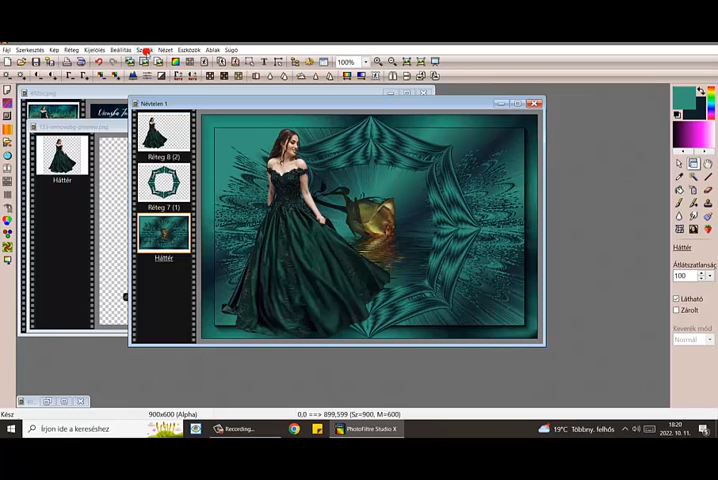 Fájl Szerkesztés Kép Réteg Kijelölés Beállítás Szűrők Nézet Eszközök Ablak Súgó
100%
Névtelen 1
Háttér
Réteg 8 (2)
Réteg 7 (1)
Háttér
Háttér
Átlátszatlanság
100
Látható
Zárolt
Keverék mód
Normál
Kész
900x600 (Alpha)
0,0 ==> 899,599 (Sz=900, M=600)
Írjon ide a kereséshez
Recording...
PhotoFiltre Studio X
19°C Többny. felhős
18:20
2022. 10. 11.